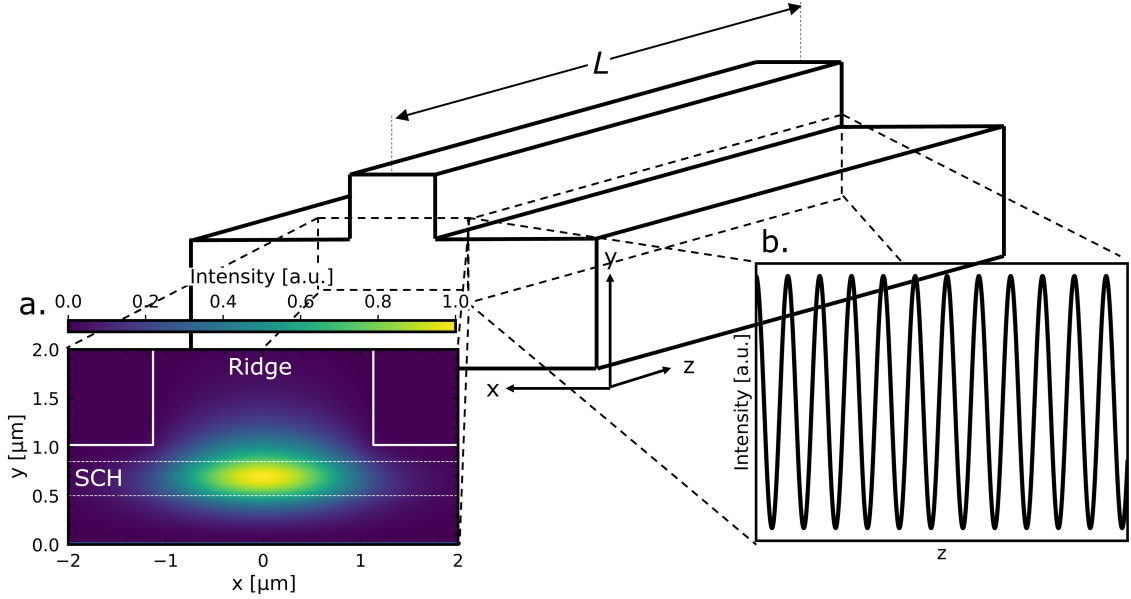 L
b.
y
z
x
Intensity [a.u.]
a.
0.0 0.2 0.4 0.6 0.8 1.0
2.0
1.5
1.0
0.5
0.0
y [μm]
Ridge
SCH
−2 −1 0 1 2
x [μm]
Intensity [a.u.]
z